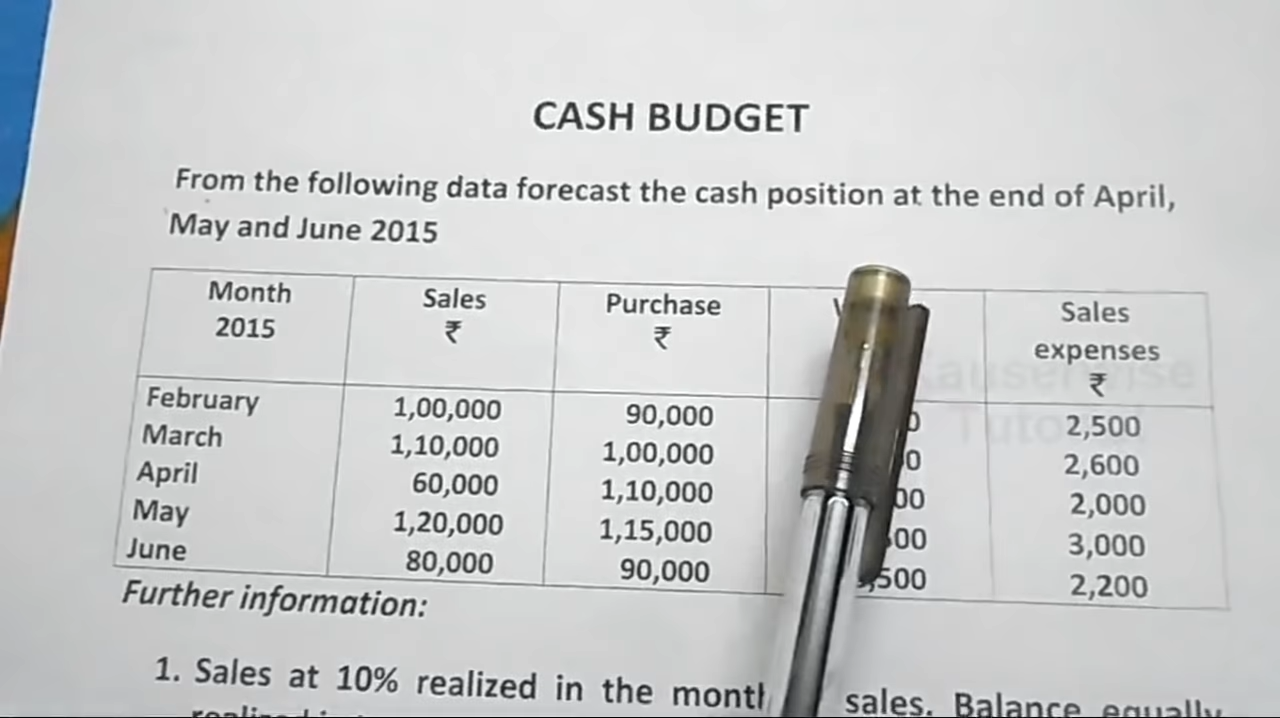 CASH BUDGET
From the following data forecast the cash position at the end of April,
May and June 2015
Month 2015 Sales ₹ Purchase ₹ Sales expenses ₹
February 1,00,000 90,000 2,500
March 1,10,000 1,00,000 2,600
April 60,000 1,10,000 2,000
May 1,20,000 1,15,000 3,000
June 80,000 90,000 2,200
Further information:
1. Sales at 10% realized in the month sales. Balance equally